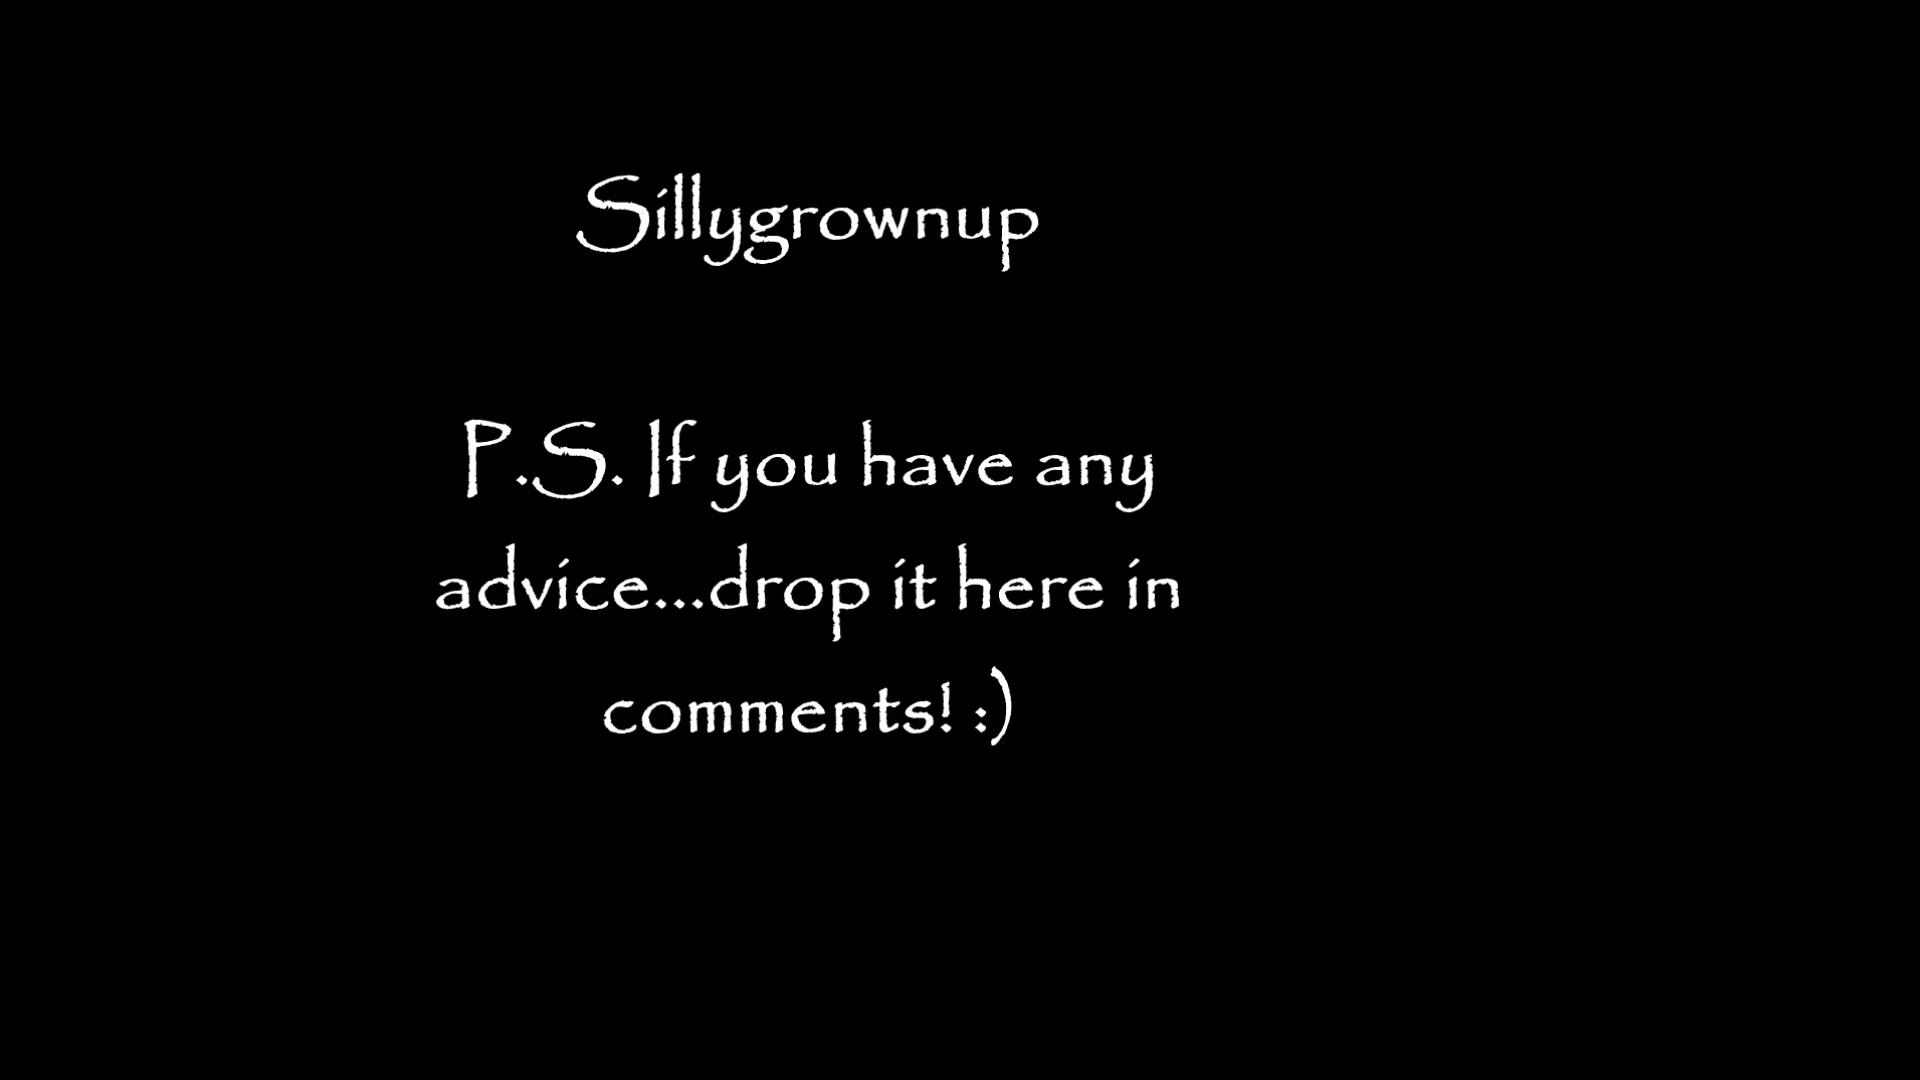 Sillygrownup
P.S. If you have any
advice...drop it here in
comments! :)